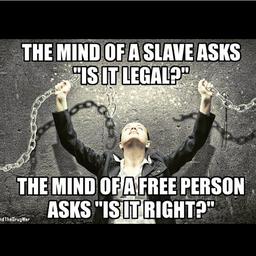 THE MIND OF A SLAVE ASKS
"IS IT LEGAL?"
THE MIND OF A FREE PERSON
ASKS "IS IT RIGHT?"